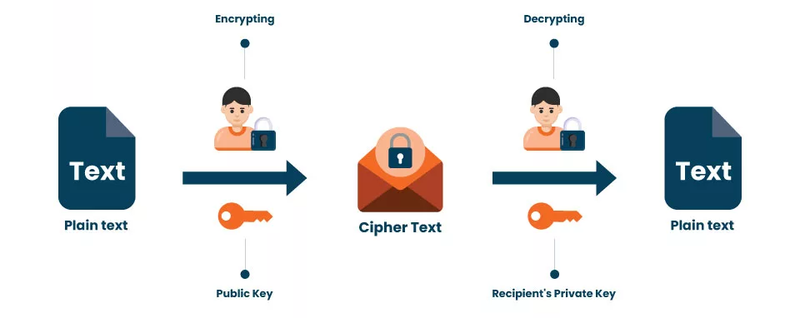 Encrypting
Decrypting
Text
Text
Plain text
Cipher Text
Plain text
Public Key
Recipient's Private Key